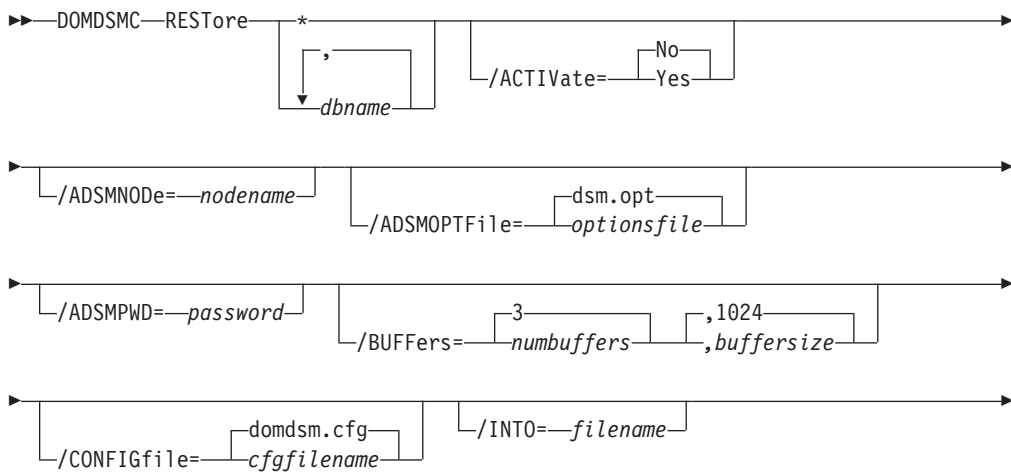 DOMDSMC RESTore *
,
dbname
/ACTIVate=
No
Yes
/ADSMNODe= nodename
/ADSMOPTFile=
dsm.opt
optionsfile
/ADSMPWD= password
/BUFFers=
3
numbuffers
,1024
,buffersize
/CONFIGfile=
domdsm.cfg
cfgfilename
/INTO= filename